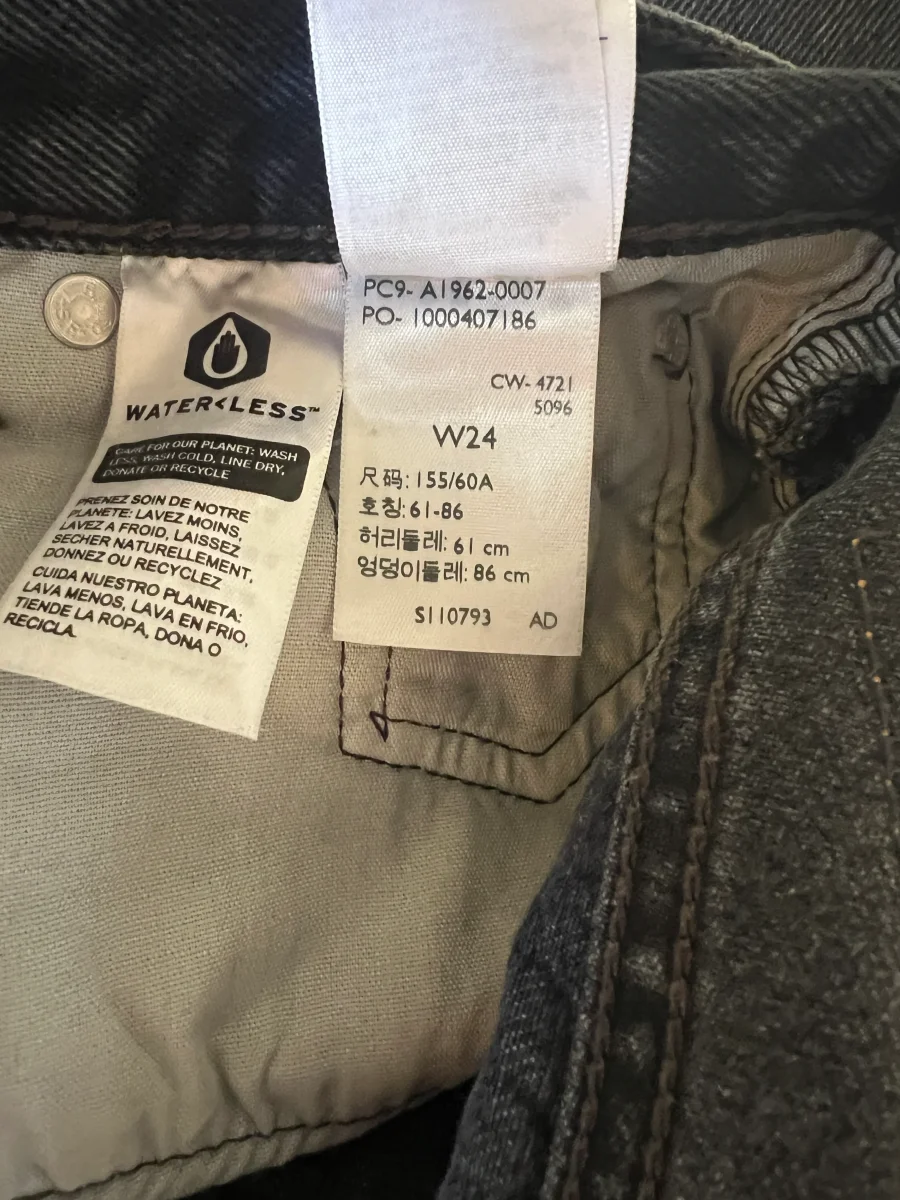 WATER<LESS™
CARE FOR OUR PLANET: WASH
LESS, WASH COLD, LINE DRY,
DONATE OR RECYCLE
PRENEZ SOIN DE NOTRE
PLANETE: LAVEZ MOINS,
LAVEZ A FROID, LAISSEZ
SECHER NATURELLEMENT,
DONNEZ OU RECYCLEZ
CUIDA NUESTRO PLANETA:
LAVA MENOS, LAVA EN FRIO,
TIENDE LA ROPA, DONA O
RECICLA.
PC9- A1962-0007
PO- 1000407186
CW- 4721
5096
W24
尺码: 155/60A
호칭: 61-86
허리둘레: 61 cm
엉덩이둘레: 86 cm
S110793 AD